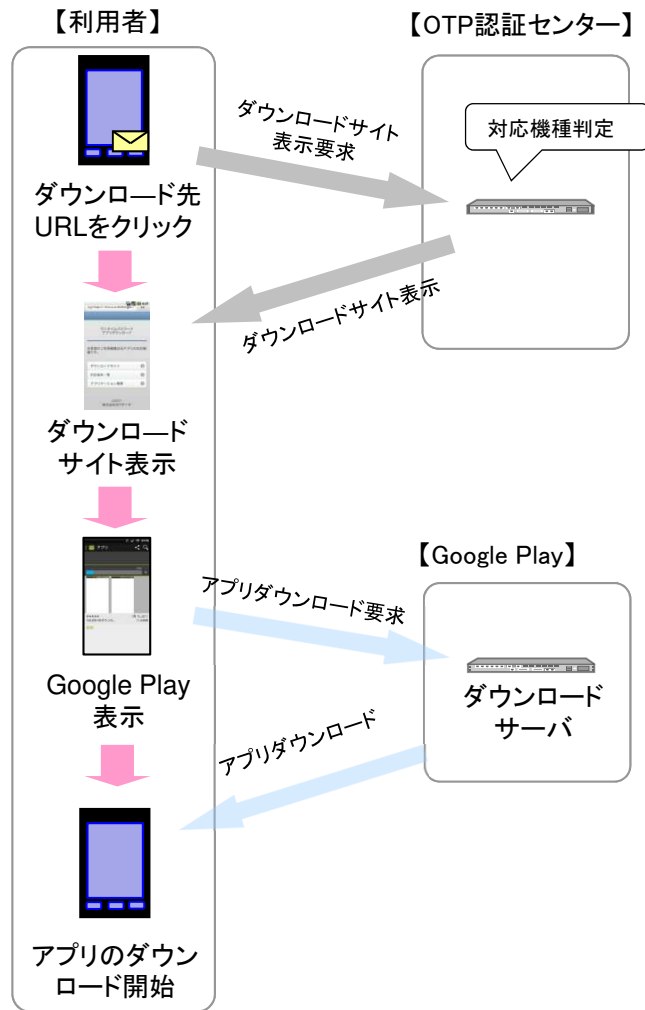 【利用者】
【OTP認証センター】
ダウンロードサイト
表示要求
対応機種判定
ダウンロ―ド先
URLをクリック
ダウンロードサイト表示
ダウンロ―ド
サイト表示
【Google Play】
アプリ
アプリダウンロード要求
Google Play
表示
ダウンロード
サーバ
アプリダウンロード
アプリのダウン
ロード開始